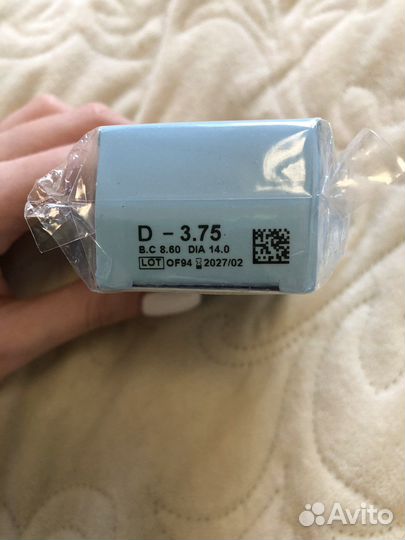 D – 3.75
B.C 8.60 DIA 14.0
LOT OF94 ⌛ 2027/02
Avito